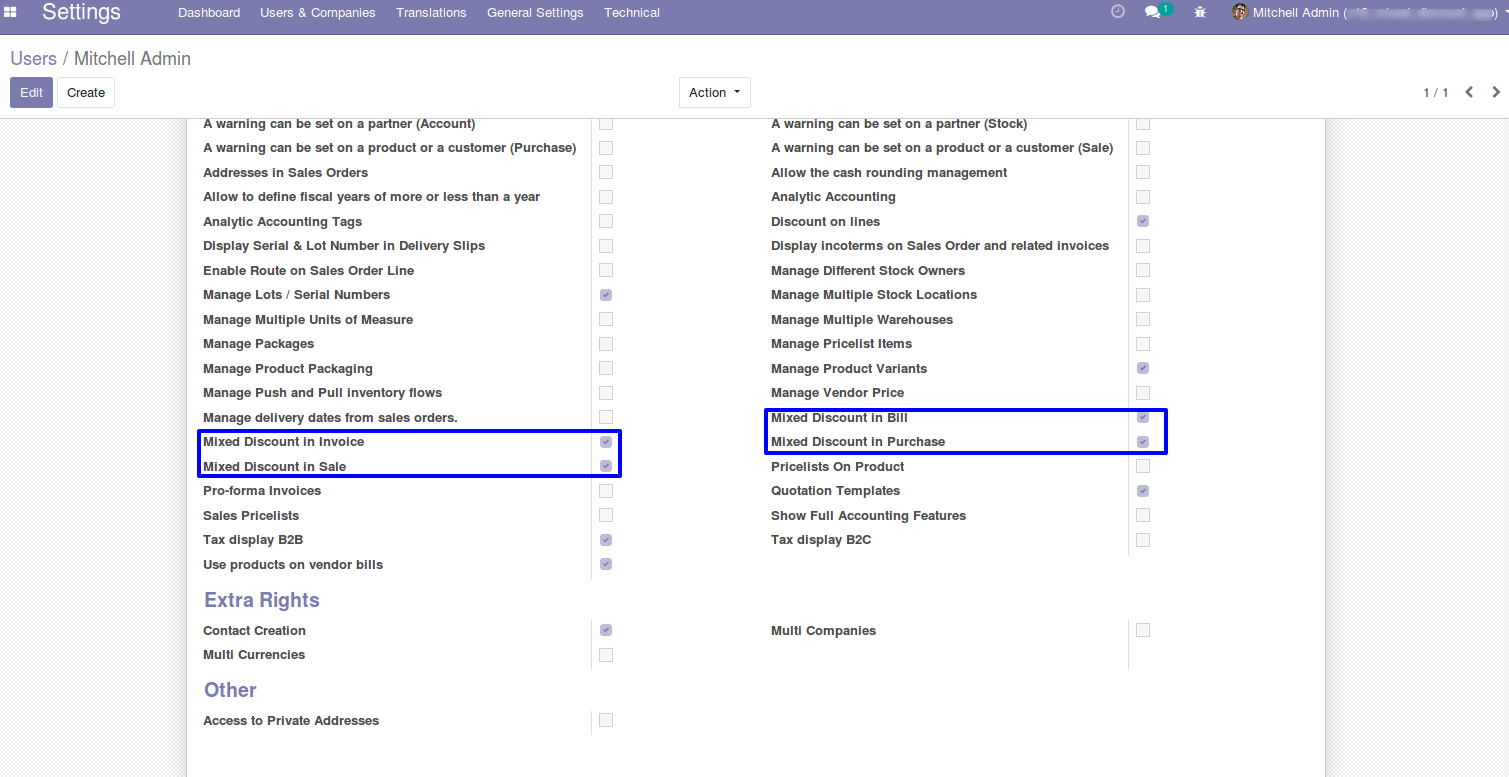 Settings Dashboard Users & Companies Translations General Settings Technical 1 Mitchell Admin (
Users / Mitchell Admin
Edit Create Action 1 / 1
A warning can be set on a partner (Account) A warning can be set on a partner (Stock)
A warning can be set on a product or a customer (Purchase) A warning can be set on a product or a customer (Sale)
Addresses in Sales Orders Allow the cash rounding management
Allow to define fiscal years of more or less than a year Analytic Accounting
Analytic Accounting Tags Discount on lines
Display Serial & Lot Number in Delivery Slips Display incoterms on Sales Order and related invoices
Enable Route on Sales Order Line Manage Different Stock Owners
Manage Lots / Serial Numbers Manage Multiple Stock Locations
Manage Multiple Units of Measure Manage Multiple Warehouses
Manage Packages Manage Pricelist Items
Manage Product Packaging Manage Product Variants
Manage Push and Pull inventory flows Manage Vendor Price
Manage delivery dates from sales orders. Mixed Discount in Bill
Mixed Discount in Invoice Mixed Discount in Purchase
Mixed Discount in Sale Pricelists On Product
Pro-forma Invoices Quotation Templates
Sales Pricelists Show Full Accounting Features
Tax display B2B Tax display B2C
Use products on vendor bills
Extra Rights
Contact Creation Multi Companies
Multi Currencies
Other
Access to Private Addresses